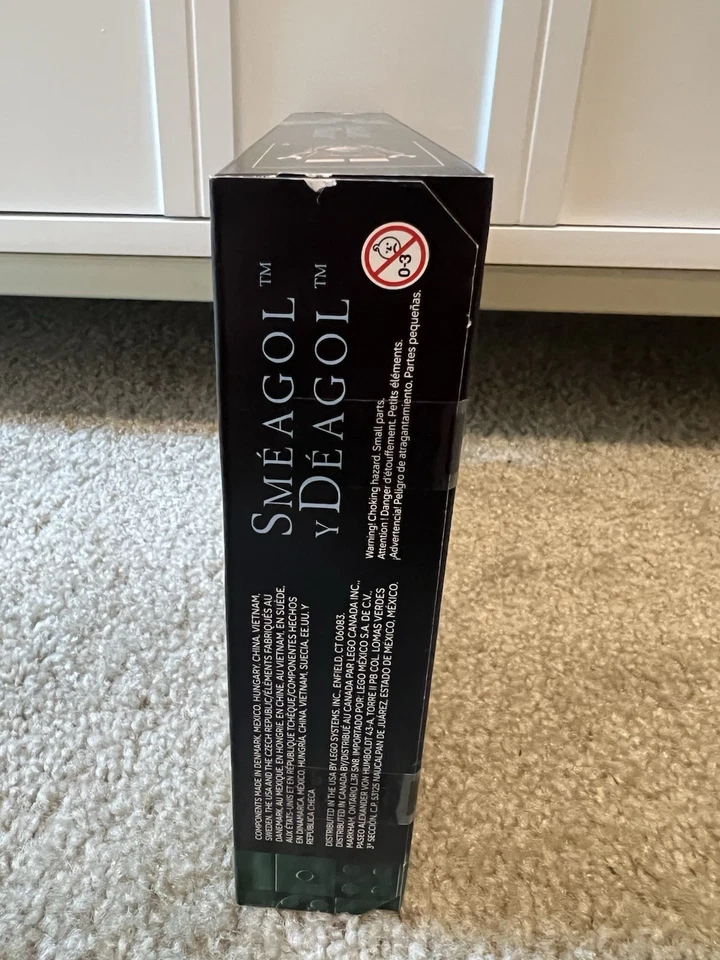 SMÉAGOL™
Y DÉAGOL™
0-3
Warning! Choking hazard. Small parts.
Attention ! Danger d'étouffement. Petits éléments.
¡Advertencia! Peligro de atragantamiento. Partes pequeñas.
COMPONENTS MADE IN DENMARK, MEXICO, HUNGARY, CHINA, VIETNAM,
SWEDEN, THE USA AND THE CZECH REPUBLIC/ÉLÉMENTS FABRIQUÉS AU
DANEMARK, AU MEXIQUE, EN HONGRIE, EN CHINE, AU VIETNAM, EN SUÈDE,
AUX ÉTATS-UNIS ET EN RÉPUBLIQUE TCHÈQUE/COMPONENTES HECHOS
EN DINAMARCA, MÉXICO, HUNGRÍA, CHINA, VIETNAM, SUECIA, EE.UU. Y
REPÚBLICA CHECA
DISTRIBUTED IN THE USA BY LEGO SYSTEMS, INC., ENFIELD, CT 06083.
DISTRIBUTED IN CANADA BY/DISTRIBUÉ AU CANADA PAR LEGO CANADA INC.,
MARKHAM, ONTARIO L3R 5N8. IMPORTADO POR: LEGO MÉXICO S.A. DE C.V.,
PASEO ALEXANDER VON HUMBOLDT 43-A, TORRE II PB COL. LOMAS VERDES
3ª SECCIÓN, C.P. 53125 NAUCALPAN DE JUÁREZ, ESTADO DE MÉXICO, MÉXICO.